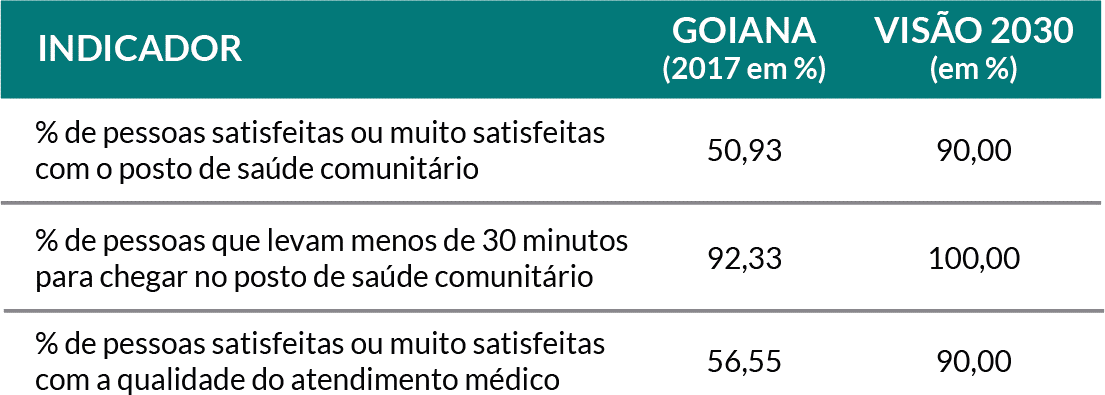 INDICADOR
GOIANA
(2017 em %)
VISÃO 2030
(em %)
% de pessoas satisfeitas ou muito satisfeitas
com o posto de saúde comunitário
50,93
90,00
% de pessoas que levam menos de 30 minutos
para chegar no posto de saúde comunitário
92,33
100,00
% de pessoas satisfeitas ou muito satisfeitas
com a qualidade do atendimento médico
56,55
90,00